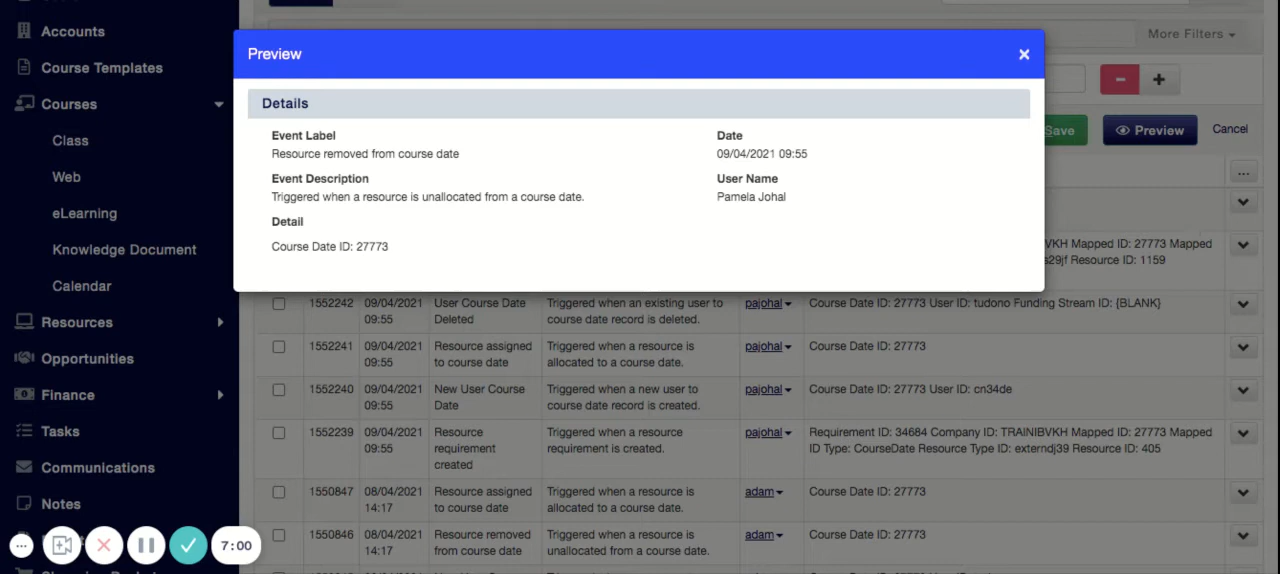 Accounts
Course Templates
Courses
Class
Web
eLearning
Knowledge Document
Calendar
Resources
Opportunities
Finance
Tasks
Communications
Notes
7:00
More Filters
Save
Preview
Cancel
...
Preview
×
Details
Event Label
Resource removed from course date
Date
09/04/2021 09:55
Event Description
Triggered when a resource is unallocated from a course date.
User Name
Pamela Johal
Detail
Course Date ID: 27773
BVKH Mapped ID: 27773 Mapped
s29jf Resource ID: 1159
1552242 09/04/2021 User Course Date Triggered when an existing user to pajohal Course Date ID: 27773 User ID: tudono Funding Stream ID: {BLANK}
09:55 Deleted course date record is deleted.
1552241 09/04/2021 Resource assigned Triggered when a resource is pajohal Course Date ID: 27773
09:55 to course date allocated to a course date.
1552240 09/04/2021 New User Course Triggered when a new user to pajohal Course Date ID: 27773 User ID: cn34de
09:55 Date course date record is created.
1552239 09/04/2021 Resource Triggered when a resource pajohal Requirement ID: 34684 Company ID: TRAINIBVKH Mapped ID: 27773 Mapped
09:55 requirement requirement is created. ID Type: CourseDate Resource Type ID: externdj39 Resource ID: 405
created
1550847 08/04/2021 Resource assigned Triggered when a resource is adam Course Date ID: 27773
14:17 to course date allocated to a course date.
1550846 08/04/2021 Resource removed Triggered when a resource is adam Course Date ID: 27773
14:17 from course date unallocated from a course date.